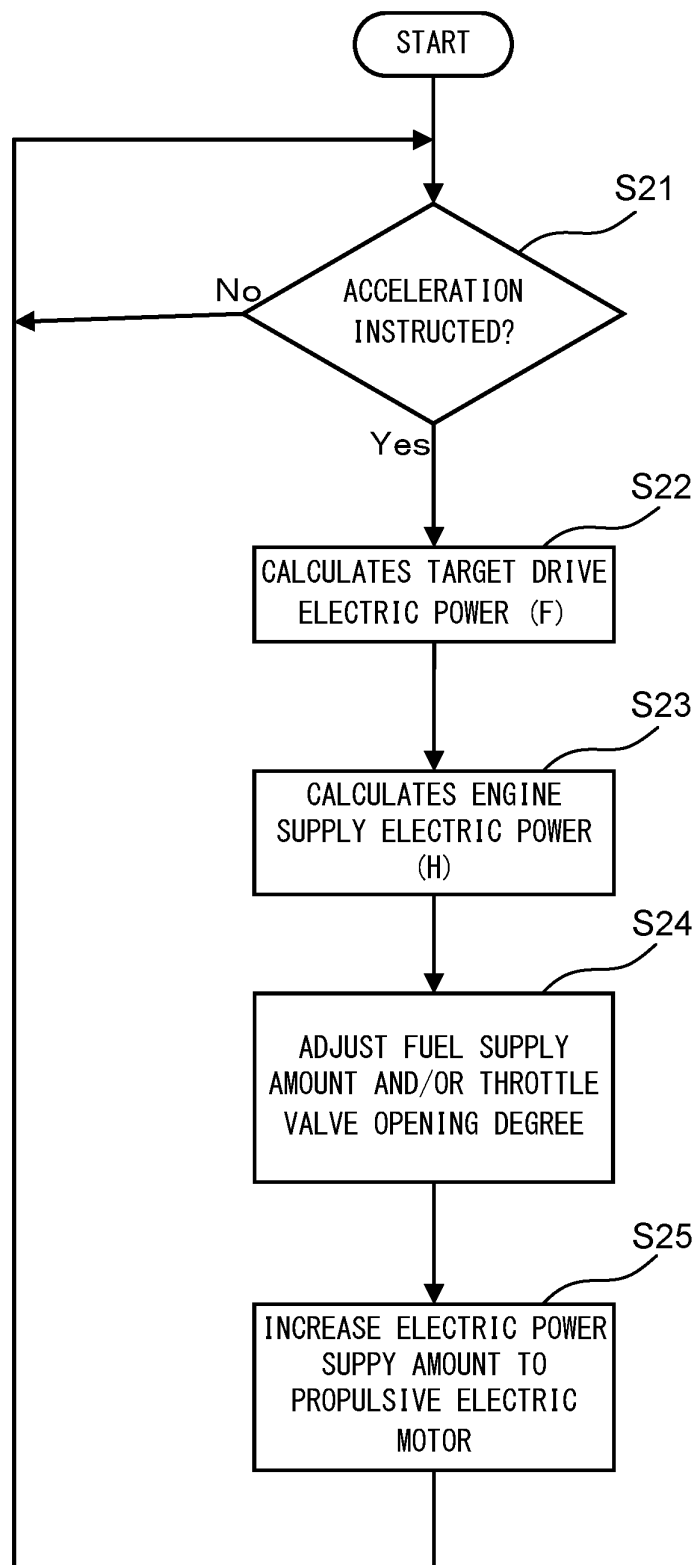 START
S21
No
ACCELERATION
INSTRUCTED?
Yes
S22
CALCULATES TARGET DRIVE
ELECTRIC POWER (F)
S23
CALCULATES ENGINE
SUPPLY ELECTRIC POWER
(H)
S24
ADJUST FUEL SUPPLY
AMOUNT AND/OR THROTTLE
VALVE OPENING DEGREE
S25
INCREASE ELECTRIC POWER
SUPPY AMOUNT TO
PROPULSIVE ELECTRIC
MOTOR